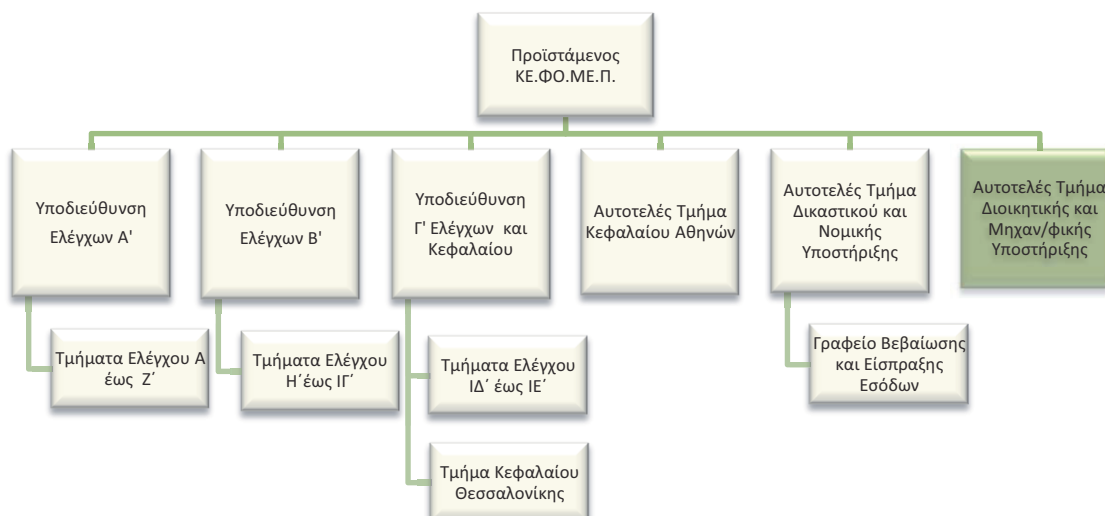 Προϊστάμενος
ΚΕ.ΦΟ.ΜΕ.Π.
Υποδιεύθυνση
Ελέγχων Α'
Υποδιεύθυνση
Ελέγχων Β'
Υποδιεύθυνση
Γ' Ελέγχων και
Κεφαλαίου
Αυτοτελές Τμήμα
Κεφαλαίου Αθηνών
Αυτοτελές Τμήμα
Δικαστικού και
Νομικής
Υποστήριξης
Αυτοτελές Τμήμα
Διοικητικής και
Μηχαν/φικής
Υποστήριξης
Τμήματα Ελέγχου Α
έως Ζ΄
Τμήματα Ελέγχου
Η΄έως ΙΓ΄
Τμήματα Ελέγχου
ΙΔ΄ έως ΙΕ΄
Τμήμα Κεφαλαίου
Θεσσαλονίκης
Γραφείο Βεβαίωσης
και Είσπραξης
Εσόδων